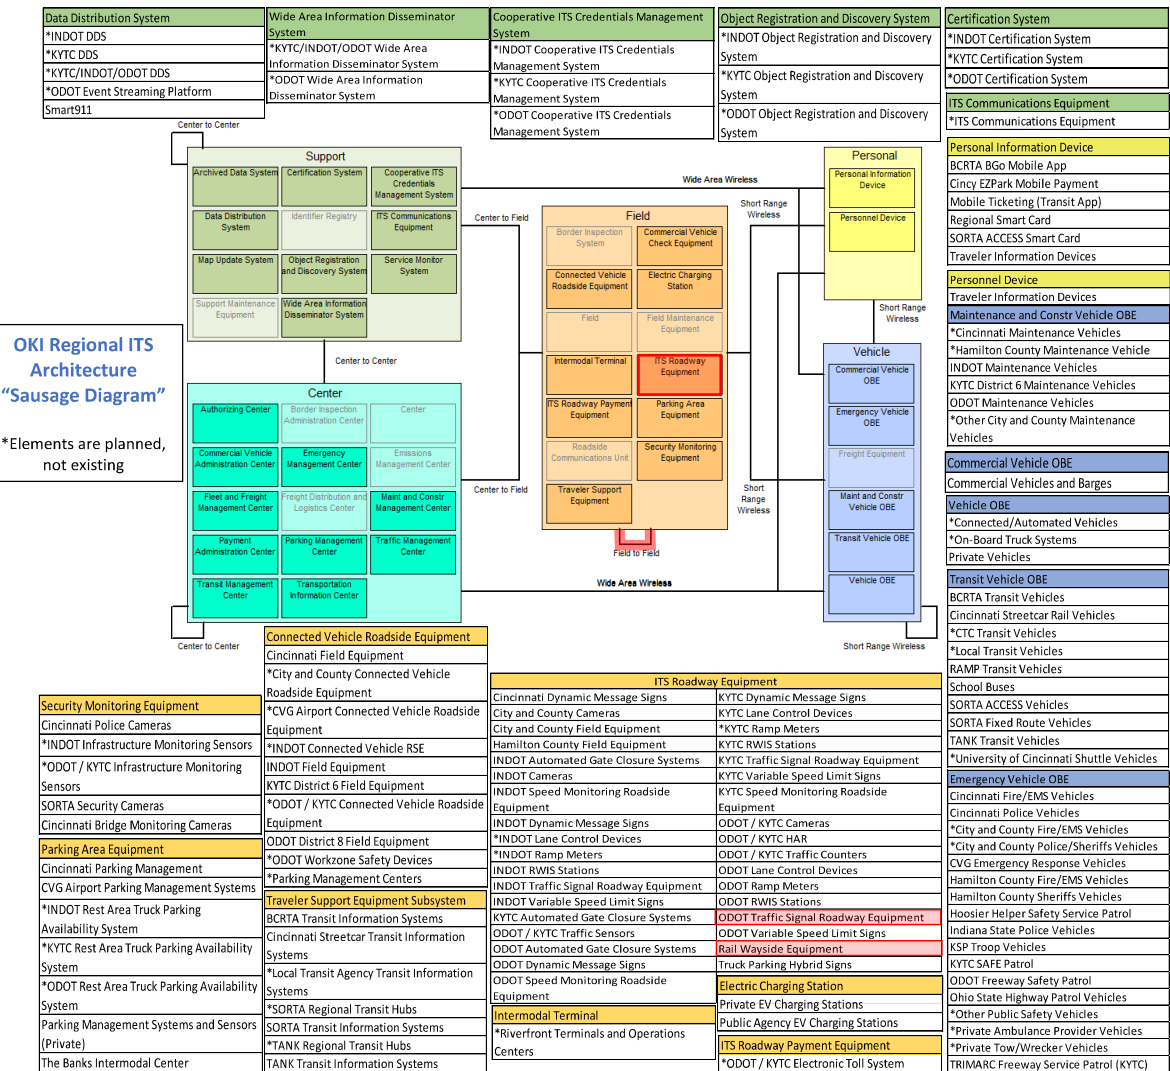 Data Distribution System
*INDOT DDS
*KYTC DDS
*KYTC/INDOT/ODOT DDS
*ODOT Event Streaming Platform
Smart911
Wide Area Information Disseminator
System
*KYTC/INDOT/ODOT Wide Area
Information Disseminator System
*ODOT Wide Area Information
Disseminator System
Cooperative ITS Credentials Management
System
*INDOT Cooperative ITS Credentials
Management System
*KYTC Cooperative ITS Credentials
Management System
*ODOT Cooperative ITS Credentials
Management System
Object Registration and Discovery System
*INDOT Object Registration and Discovery
System
*KYTC Object Registration and Discovery
System
*ODOT Object Registration and Discovery
System
Certification System
*INDOT Certification System
*KYTC Certification System
*ODOT Certification System
ITS Communications Equipment
*ITS Communications Equipment
Personal Information Device
BCRTA BGo Mobile App
Cincy EZPark Mobile Payment
Mobile Ticketing (Transit App)
Regional Smart Card
SORTA ACCESS Smart Card
Traveler Information Devices
Personnel Device
Traveler Information Devices
Maintenance and Constr Vehicle OBE
*Cincinnati Maintenance Vehicles
*Hamilton County Maintenance Vehicle
INDOT Maintenance Vehicles
KYTC District 6 Maintenance Vehicles
ODOT Maintenance Vehicles
*Other City and County Maintenance
Vehicles
Commercial Vehicle OBE
Commercial Vehicles and Barges
Vehicle OBE
*Connected/Automated Vehicles
*On-Board Truck Systems
Private Vehicles
Transit Vehicle OBE
BCRTA Transit Vehicles
Cincinnati Streetcar Rail Vehicles
*CTC Transit Vehicles
*Local Transit Vehicles
RAMP Transit Vehicles
School Buses
SORTA ACCESS Vehicles
SORTA Fixed Route Vehicles
TANK Transit Vehicles
*University of Cincinnati Shuttle Vehicles
Emergency Vehicle OBE
Cincinnati Fire/EMS Vehicles
Cincinnati Police Vehicles
*City and County Fire/EMS Vehicles
*City and County Police/Sheriffs Vehicles
CVG Emergency Response Vehicles
Hamilton County Fire/EMS Vehicles
Hamilton County Sheriffs Vehicles
Hoosier Helper Safety Service Patrol
Indiana State Police Vehicles
KSP Troop Vehicles
KYTC SAFE Patrol
ODOT Freeway Safety Patrol
Ohio State Highway Patrol Vehicles
*Other Public Safety Vehicles
*Private Ambulance Provider Vehicles
*Private Tow/Wrecker Vehicles
TRIMARC Freeway Service Patrol (KYTC)
Center to Center
Support
Archived Data System
Certification System
Cooperative ITS
Credentials
Management System
Data Distribution
System
Identifier Registry
ITS Communications
Equipment
Map Update System
Object Registration
and Discovery System
Service Monitor
System
Support Maintenance
Equipment
Wide Area Information
Disseminator System
OKI Regional ITS
Architecture
“Sausage Diagram”
*Elements are planned,
not existing
Center to Center
Center
Authorizing Center
Border Inspection
Administration Center
Center
Commercial Vehicle
Administration Center
Emergency
Management Center
Emissions
Management Center
Fleet and Freight
Management Center
Freight Distribution and
Logistics Center
Maint and Constr
Management Center
Payment
Administration Center
Parking Management
Center
Traffic Management
Center
Transit Management
Center
Transportation
Information Center
Center to Center
Wide Area Wireless
Center to Field
Center to Field
Field
Border Inspection
System
Commercial Vehicle
Check Equipment
Connected Vehicle
Roadside Equipment
Electric Charging
Station
Field
Field Maintenance
Equipment
Intermodal Terminal
ITS Roadway
Equipment
ITS Roadway Payment
Equipment
Parking Area
Equipment
Roadside
Communications Unit
Security Monitoring
Equipment
Traveler Support
Equipment
Field to Field
Wide Area Wireless
Short Range
Wireless
Short
Range
Wireless
Personal
Personal Information
Device
Personnel Device
Short Range
Wireless
Vehicle
Commercial Vehicle
OBE
Emergency Vehicle
OBE
Freight Equipment
Maint and Constr
Vehicle OBE
Transit Vehicle OBE
Vehicle OBE
Short Range Wireless
Security Monitoring Equipment
Cincinnati Police Cameras
*INDOT Infrastructure Monitoring Sensors
*ODOT / KYTC Infrastructure Monitoring
Sensors
SORTA Security Cameras
Cincinnati Bridge Monitoring Cameras
Parking Area Equipment
Cincinnati Parking Management
CVG Airport Parking Management Systems
*INDOT Rest Area Truck Parking
Availability System
*KYTC Rest Area Truck Parking Availability
System
*ODOT Rest Area Truck Parking Availability
System
Parking Management Systems and Sensors
(Private)
The Banks Intermodal Center
Connected Vehicle Roadside Equipment
Cincinnati Field Equipment
*City and County Connected Vehicle
Roadside Equipment
*CVG Airport Connected Vehicle Roadside
Equipment
*INDOT Connected Vehicle RSE
INDOT Field Equipment
KYTC District 6 Field Equipment
*ODOT / KYTC Connected Vehicle Roadside
Equipment
ODOT District 8 Field Equipment
*ODOT Workzone Safety Devices
*Parking Management Centers
Traveler Support Equipment Subsystem
BCRTA Transit Information Systems
Cincinnati Streetcar Transit Information
Systems
*Local Transit Agency Transit Information
Systems
*SORTA Regional Transit Hubs
SORTA Transit Information Systems
*TANK Regional Transit Hubs
TANK Transit Information Systems
ITS Roadway Equipment
Cincinnati Dynamic Message Signs
City and County Cameras
City and County Field Equipment
Hamilton County Field Equipment
INDOT Automated Gate Closure Systems
INDOT Cameras
INDOT Speed Monitoring Roadside
Equipment
INDOT Dynamic Message Signs
*INDOT Lane Control Devices
*INDOT Ramp Meters
INDOT RWIS Stations
INDOT Traffic Signal Roadway Equipment
INDOT Variable Speed Limit Signs
KYTC Automated Gate Closure Systems
ODOT / KYTC Traffic Sensors
ODOT Automated Gate Closure Systems
ODOT Dynamic Message Signs
ODOT Speed Monitoring Roadside
Equipment
KYTC Dynamic Message Signs
KYTC Lane Control Devices
*KYTC Ramp Meters
KYTC RWIS Stations
KYTC Traffic Signal Roadway Equipment
KYTC Variable Speed Limit Signs
KYTC Speed Monitoring Roadside
Equipment
ODOT / KYTC Cameras
ODOT / KYTC HAR
ODOT / KYTC Traffic Counters
ODOT Lane Control Devices
ODOT Ramp Meters
ODOT RWIS Stations
ODOT Traffic Signal Roadway Equipment
ODOT Variable Speed Limit Signs
Rail Wayside Equipment
Truck Parking Hybrid Signs
Intermodal Terminal
*Riverfront Terminals and Operations
Centers
Electric Charging Station
Private EV Charging Stations
Public Agency EV Charging Stations
ITS Roadway Payment Equipment
*ODOT / KYTC Electronic Toll System